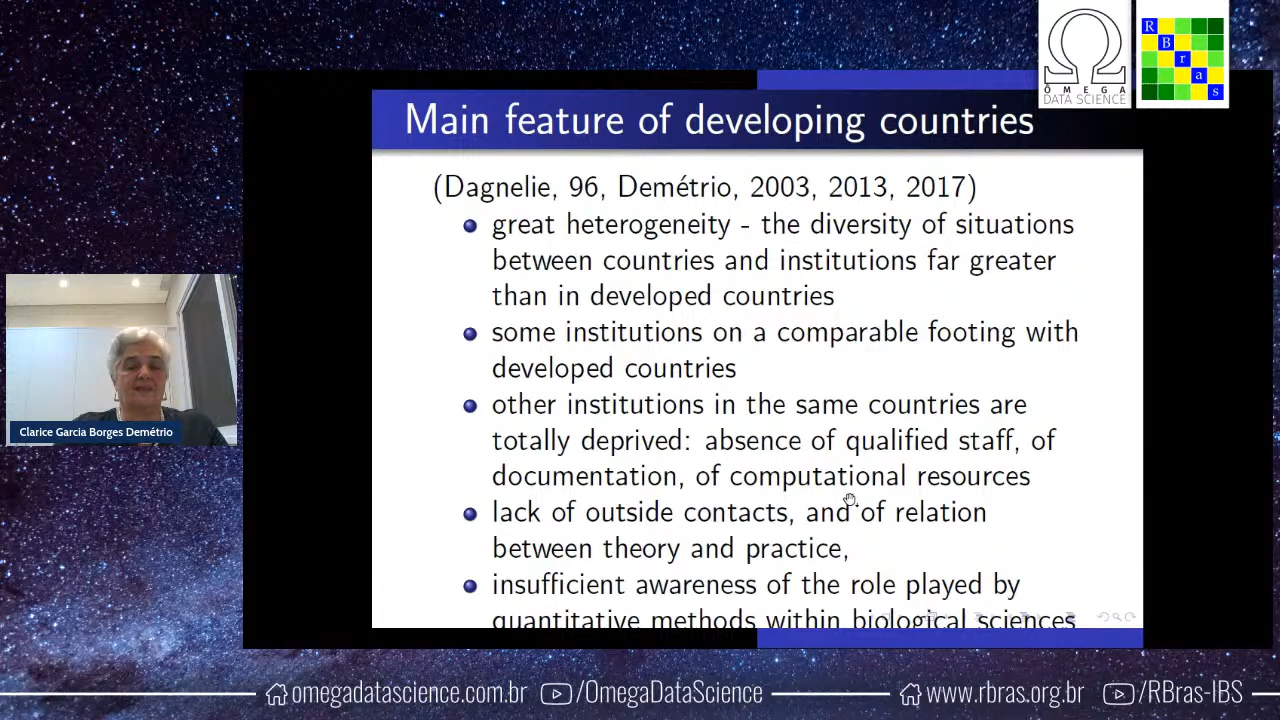 ÔMEGA
DATA SCIENCE
R
B
r
a
s
Main feature of developing countries
(Dagnelie, 96, Demétrio, 2003, 2013, 2017)
great heterogeneity - the diversity of situations
between countries and institutions far greater
than in developed countries
some institutions on a comparable footing with
developed countries
other institutions in the same countries are
totally deprived: absence of qualified staff, of
documentation, of computational resources
lack of outside contacts, and of relation
between theory and practice,
insufficient awareness of the role played by
quantitative methods within biological sciences
Clarice Garcia Borges Demétrio
omegadatascience.com.br /OmegaDataScience www.rbras.org.br /RBras-IBS